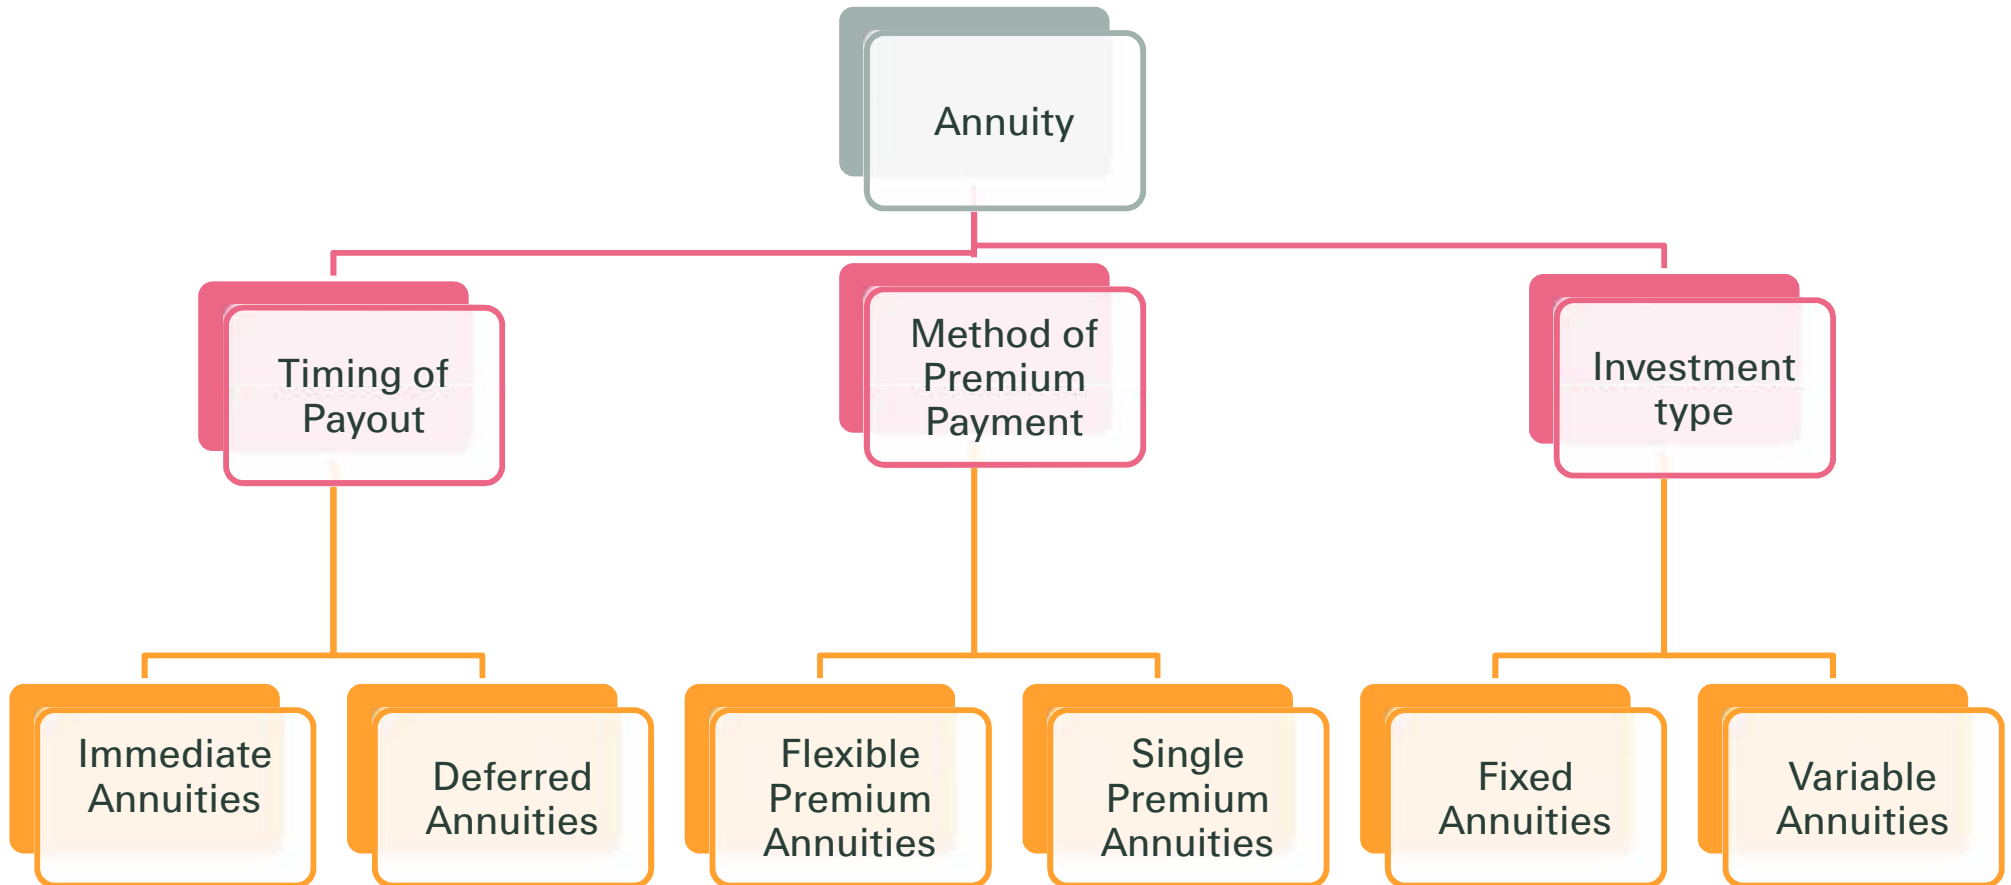 Annuity
Timing of
Payout
Method of
Premium
Payment
Investment
type
Immediate
Annuities
Deferred
Annuities
Flexible
Premium
Annuities
Single
Premium
Annuities
Fixed
Annuities
Variable
Annuities